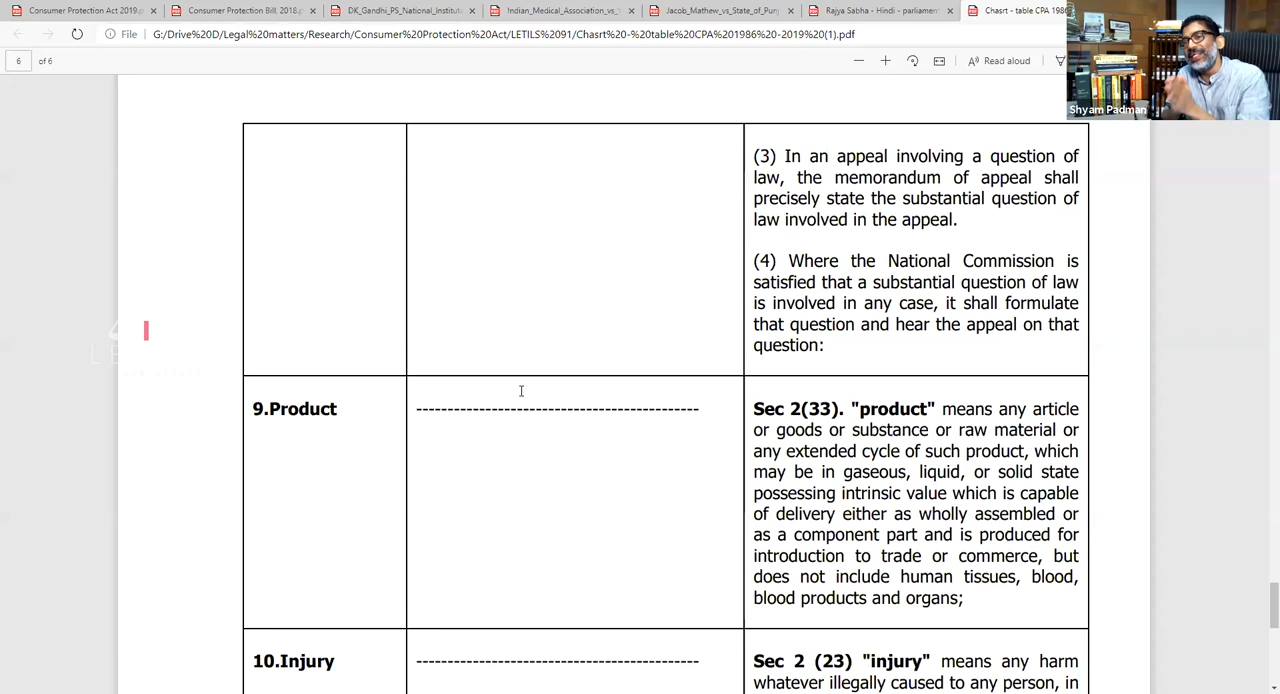 Consumer Protection Act 2019.
Consumer Protection Bill. 2018.p
DK_Gandhi_PS_National_Institut
Indian_Medical_Association_vs_
Jacob_Mathew_vs_State_of_Pun
Rajya Sabha - Hindi - parliamen
Chasrt - table CPA 1986
File
G:/Drive%20D/Legal%20matters/Research/Consumer%20Protection%20Act/LETILS%2091/Chasrt%20-%20table%20CPA%201986%20-2019%20(1).pdf
6 of 6
Read aloud
Shyam Padman
(3) In an appeal involving a question of
law, the memorandum of appeal shall
precisely state the substantial question of
law involved in the appeal.
(4) Where the National Commission is
satisfied that a substantial question of law
is involved in any case, it shall formulate
that question and hear the appeal on that
question:
9.Product
---------------------------------------------
Sec 2(33). "product" means any article
or goods or substance or raw material or
any extended cycle of such product, which
may be in gaseous, liquid, or solid state
possessing intrinsic value which is capable
of delivery either as wholly assembled or
as a component part and is produced for
introduction to trade or commerce, but
does not include human tissues, blood,
blood products and organs;
10.Injury
---------------------------------------------
Sec 2 (23) "injury" means any harm
whatever illegally caused to any person, in